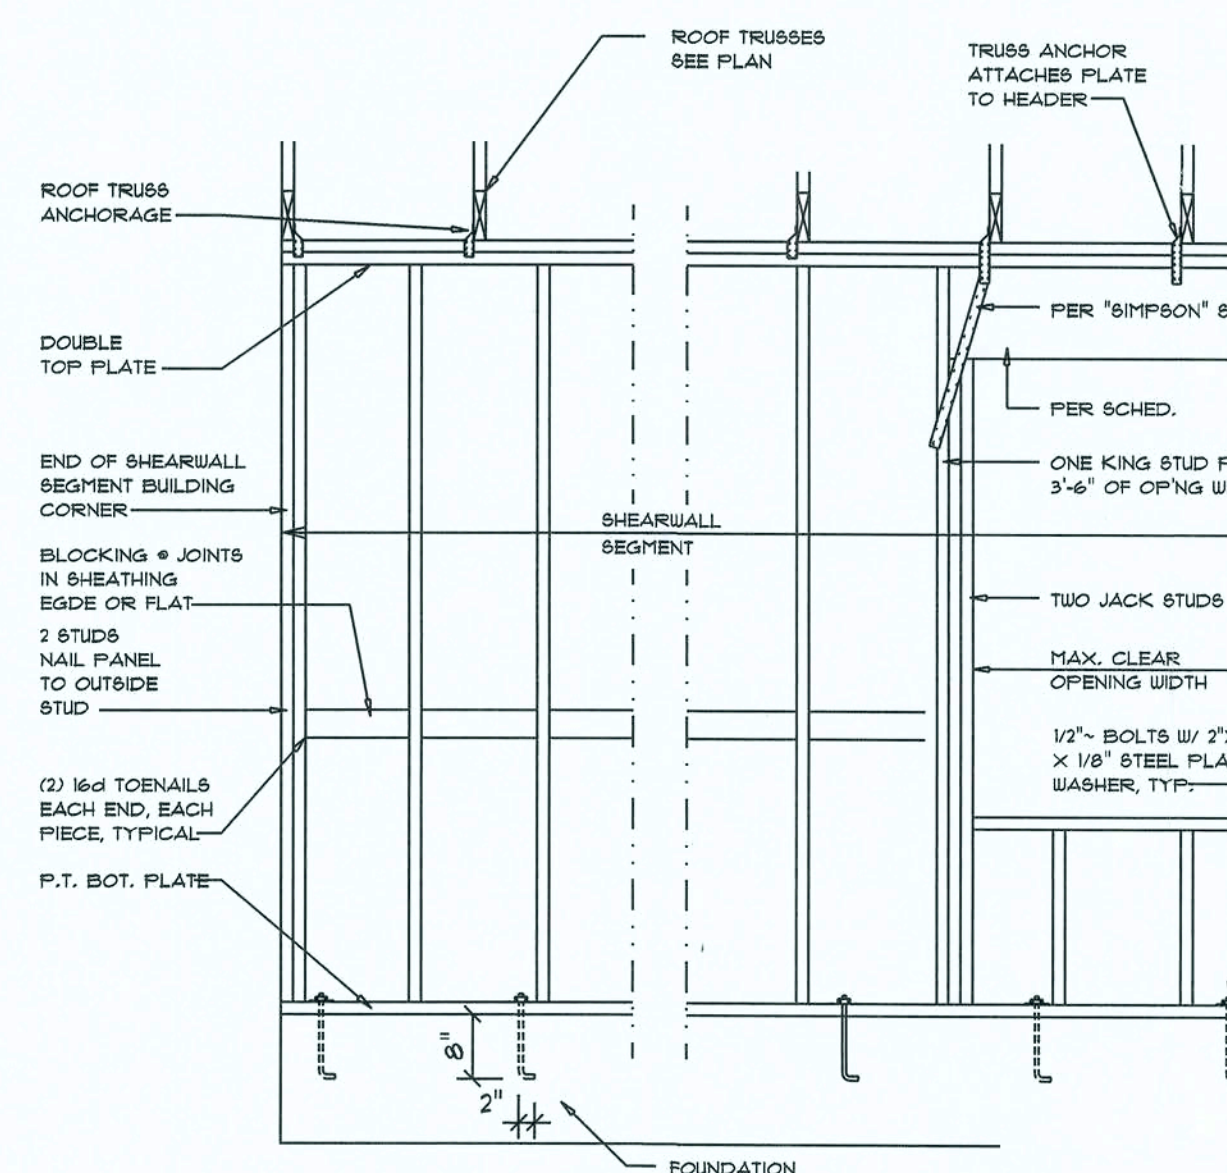 ROOF TRUSSES
SEE PLAN
TRUSS ANCHOR
ATTACHES PLATE
TO HEADER
ROOF TRUSS
ANCHORAGE
DOUBLE
TOP PLATE
PER "SIMPSON" S
PER SCHED.
END OF SHEARWALL
SEGMENT BUILDING
CORNER
ONE KING STUD F
3'-6" OF OP'NG W
SHEARWALL
SEGMENT
BLOCKING @ JOINTS
IN SHEATHING
EGDE OR FLAT
2 STUDS
NAIL PANEL
TO OUTSIDE
STUD
TWO JACK STUDS
MAX. CLEAR
OPENING WIDTH
1/2"~ BOLTS W/ 2"X
X 1/8" STEEL PLA
WASHER, TYP.
(2) 16d TOENAILS
EACH END, EACH
PIECE, TYPICAL
P.T. BOT. PLATE
8"
2"
FOUNDATION